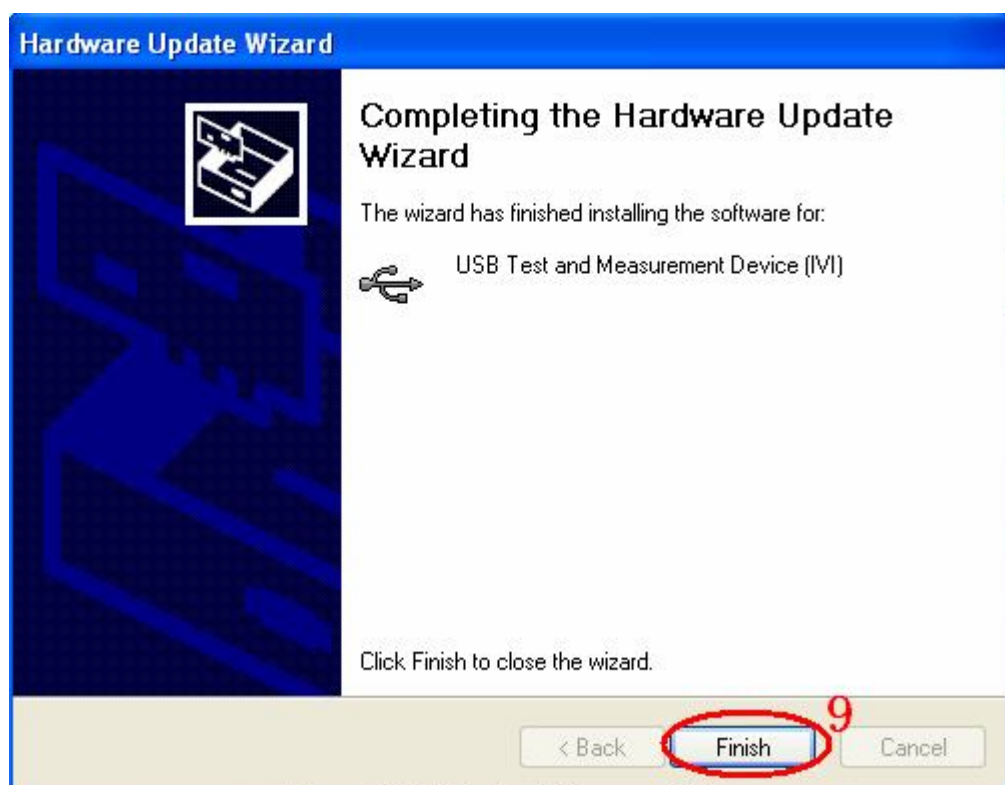 Hardware Update Wizard
Completing the Hardware Update
Wizard
The wizard has finished installing the software for:
USB Test and Measurement Device (IVI)
Click Finish to close the wizard.
9
< Back Finish Cancel